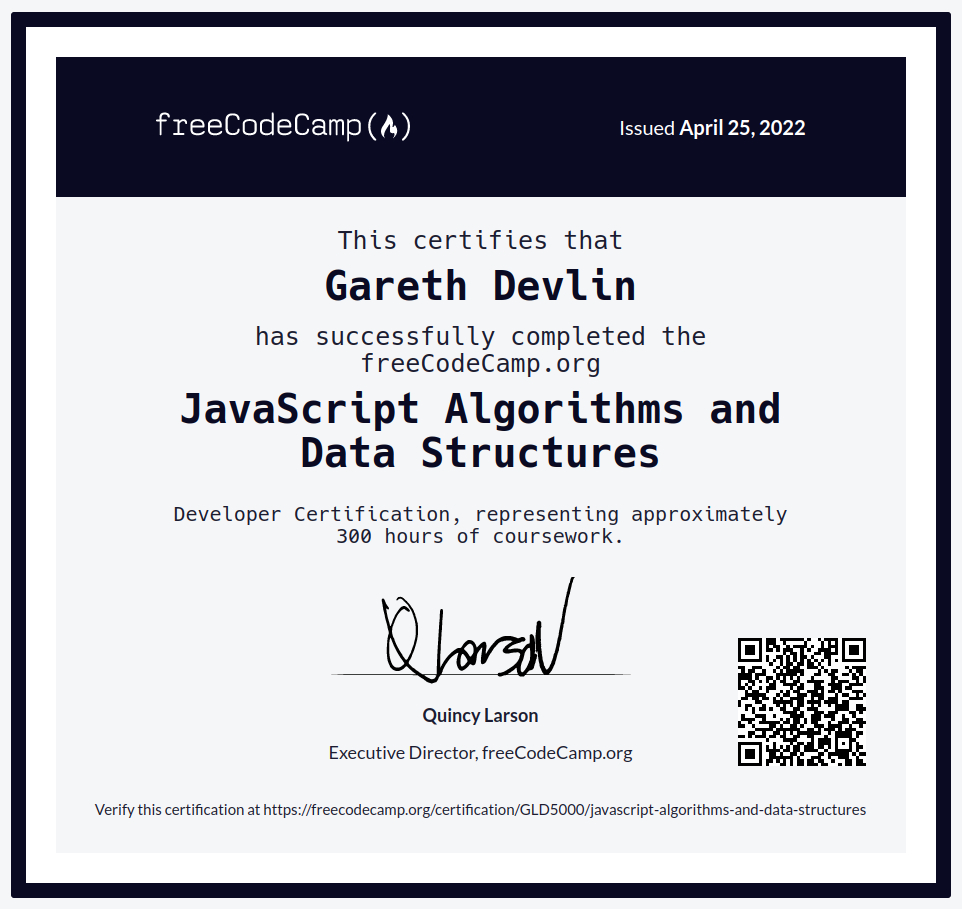 freeCodeCamp
Issued April 25, 2022
This certifies that
Gareth Devlin
has successfully completed the
freeCodeCamp.org
JavaScript Algorithms and
Data Structures
Developer Certification, representing approximately
300 hours of coursework.
Q Larson
Quincy Larson
Executive Director, freeCodeCamp.org
Verify this certification at https://freecodecamp.org/certification/GLD5000/javascript-algorithms-and-data-structures